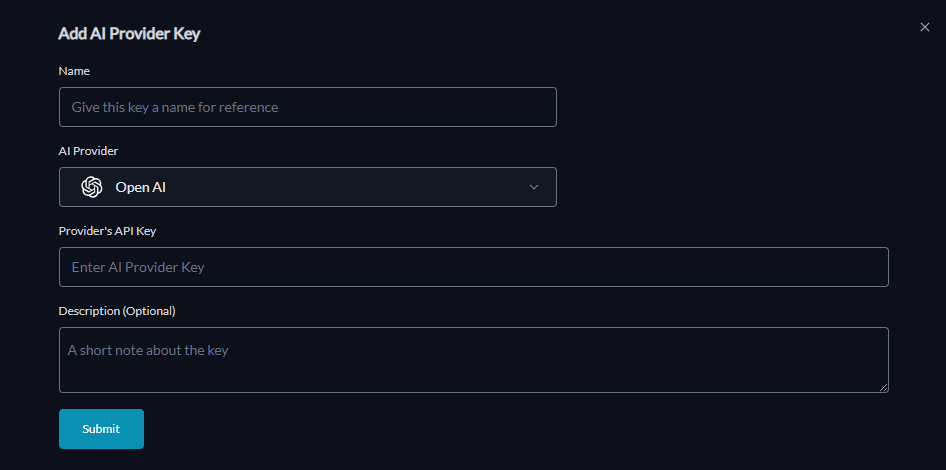 Add AI Provider Key
Name
Give this key a name for reference
AI Provider
Open AI
Provider's API Key
Enter AI Provider Key
Description (Optional)
A short note about the key
Submit